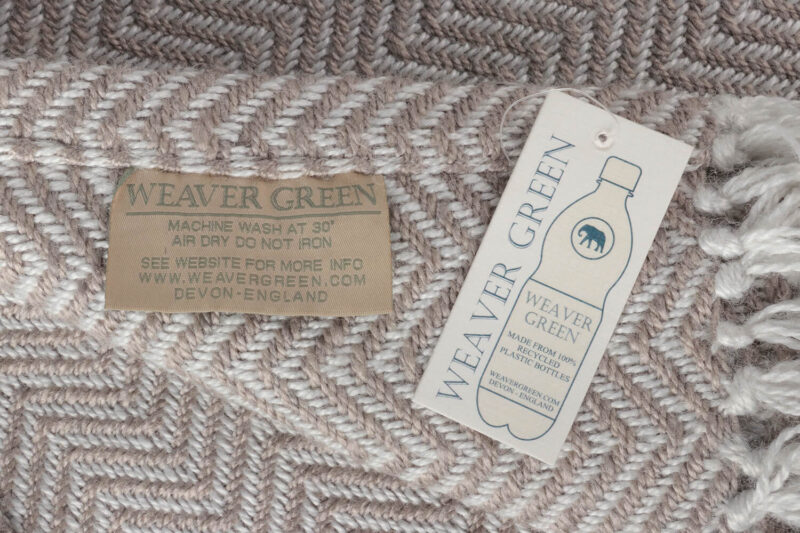 WEAVER GREEN
MACHINE WASH AT 30°
AIR DRY DO NOT IRON
SEE WEBSITE FOR MORE INFO
WWW.WEAVERGREEN.COM
DEVON-ENGLAND
WEAVER GREEN
WEAVER
GREEN
MADE FROM 100%
RECYCLED
PLASTIC BOTTLES
WEAVERGREEN.COM
DEVON - ENGLAND